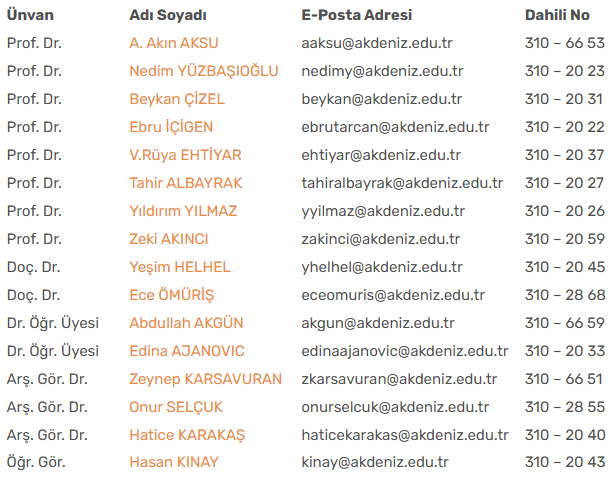 Ünvan Adı Soyadı E-Posta Adresi Dahili No
Prof. Dr. A. Akın AKSU aaksu@akdeniz.edu.tr 310 – 66 53
Prof. Dr. Nedim YÜZBAŞIOĞLU nedimy@akdeniz.edu.tr 310 – 20 23
Prof. Dr. Beykan ÇİZEL beykan@akdeniz.edu.tr 310 – 20 31
Prof. Dr. Ebru İÇİGEN ebrutarcan@akdeniz.edu.tr 310 – 20 22
Prof. Dr. V.Rüya EHTİYAR ehtiyar@akdeniz.edu.tr 310 – 20 37
Prof. Dr. Tahir ALBAYRAK tahiralbayrak@akdeniz.edu.tr 310 – 20 27
Prof. Dr. Yıldırım YILMAZ yyilmaz@akdeniz.edu.tr 310 – 20 26
Prof. Dr. Zeki AKINCI zakinci@akdeniz.edu.tr 310 – 20 59
Doç. Dr. Yeşim HELHEL yhelhel@akdeniz.edu.tr 310 – 20 45
Doç. Dr. Ece ÖMÜRİŞ eceomuris@akdeniz.edu.tr 310 – 28 68
Dr. Öğr. Üyesi Abdullah AKGÜN akgun@akdeniz.edu.tr 310 – 66 59
Dr. Öğr. Üyesi Edina AJANOVIC edinaajanovic@akdeniz.edu.tr 310 – 20 33
Arş. Gör. Dr. Zeynep KARSAVURAN zkarsavuran@akdeniz.edu.tr 310 – 66 51
Arş. Gör. Dr. Onur SELÇUK onurselcuk@akdeniz.edu.tr 310 – 28 55
Arş. Gör. Dr. Hatice KARAKAŞ haticekarakas@akdeniz.edu.tr 310 – 20 40
Öğr. Gör. Hasan KINAY kinay@akdeniz.edu.tr 310 – 20 43